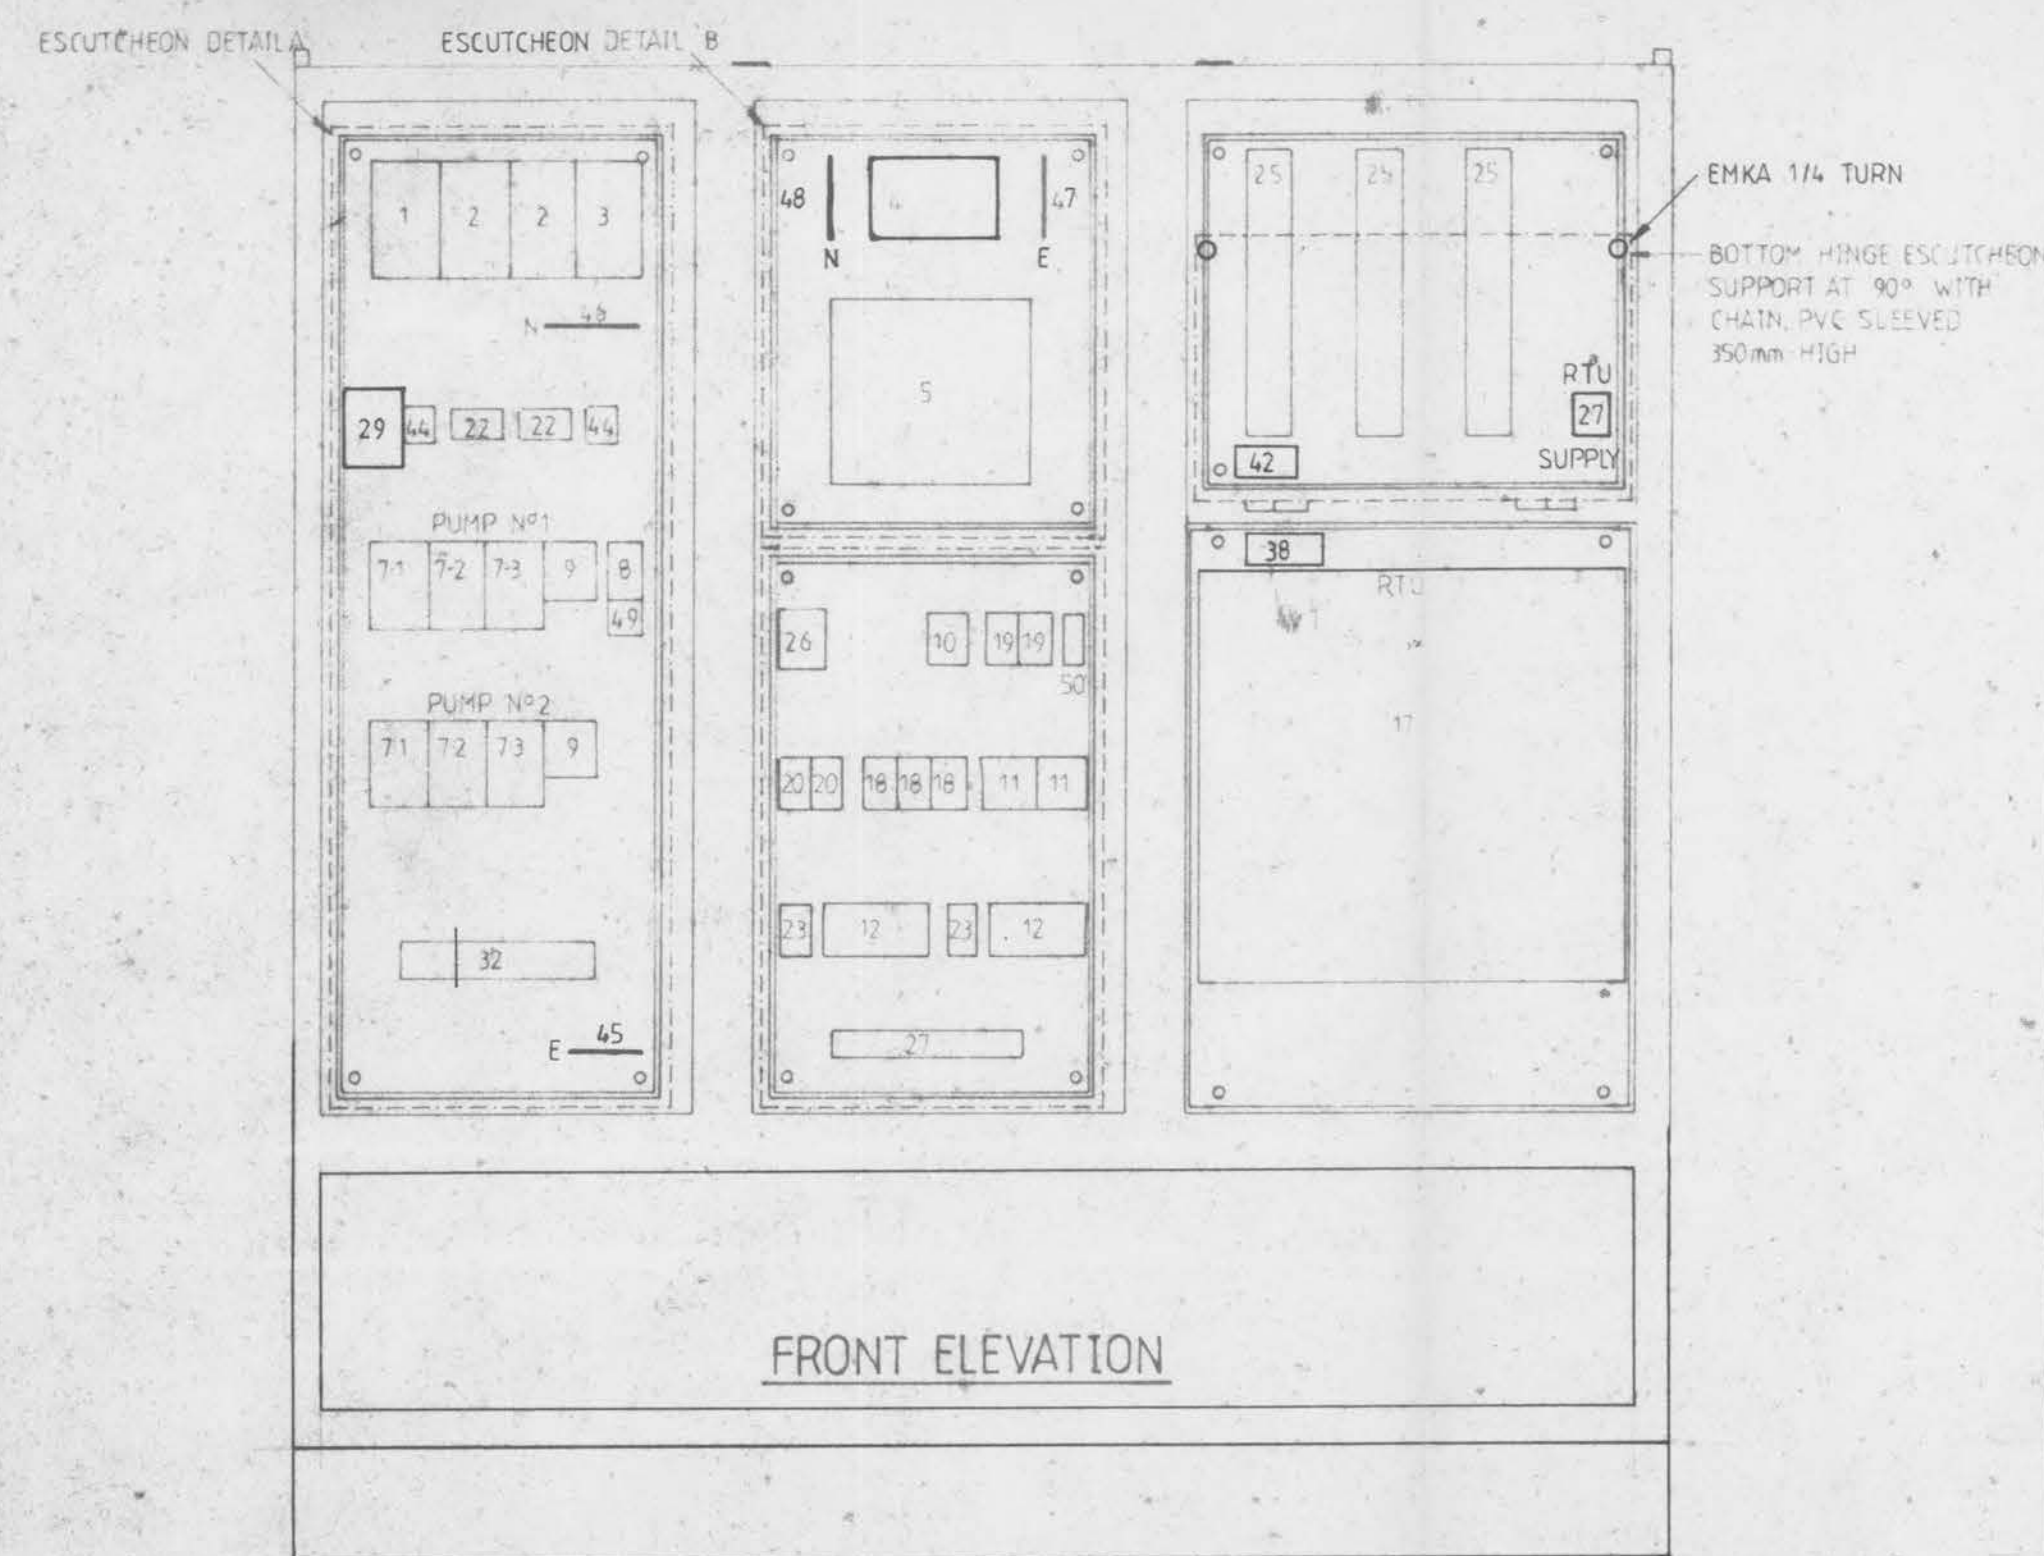 ESCUTCHEON DETAIL A
ESCUTCHEON DETAIL B
1 2 2 3
N
29 44 22 22 44
PUMP Nº1
7·1 7·2 7·3 9 8
49
PUMP Nº2
7·1 7·2 7·3 9
32
E 45
48 4 47
N E
5
26 10 19 19
50
20 20 18 18 18 11 11
23 12 23 12
27
25 25 25
EMKA 1/4 TURN
BOTTOM HINGE ESCUTCHEON
SUPPORT AT 90° WITH
CHAIN. PVC SLEEVED
350mm HIGH
RTU
27
SUPPLY
42
38
RTU
17
FRONT ELEVATION